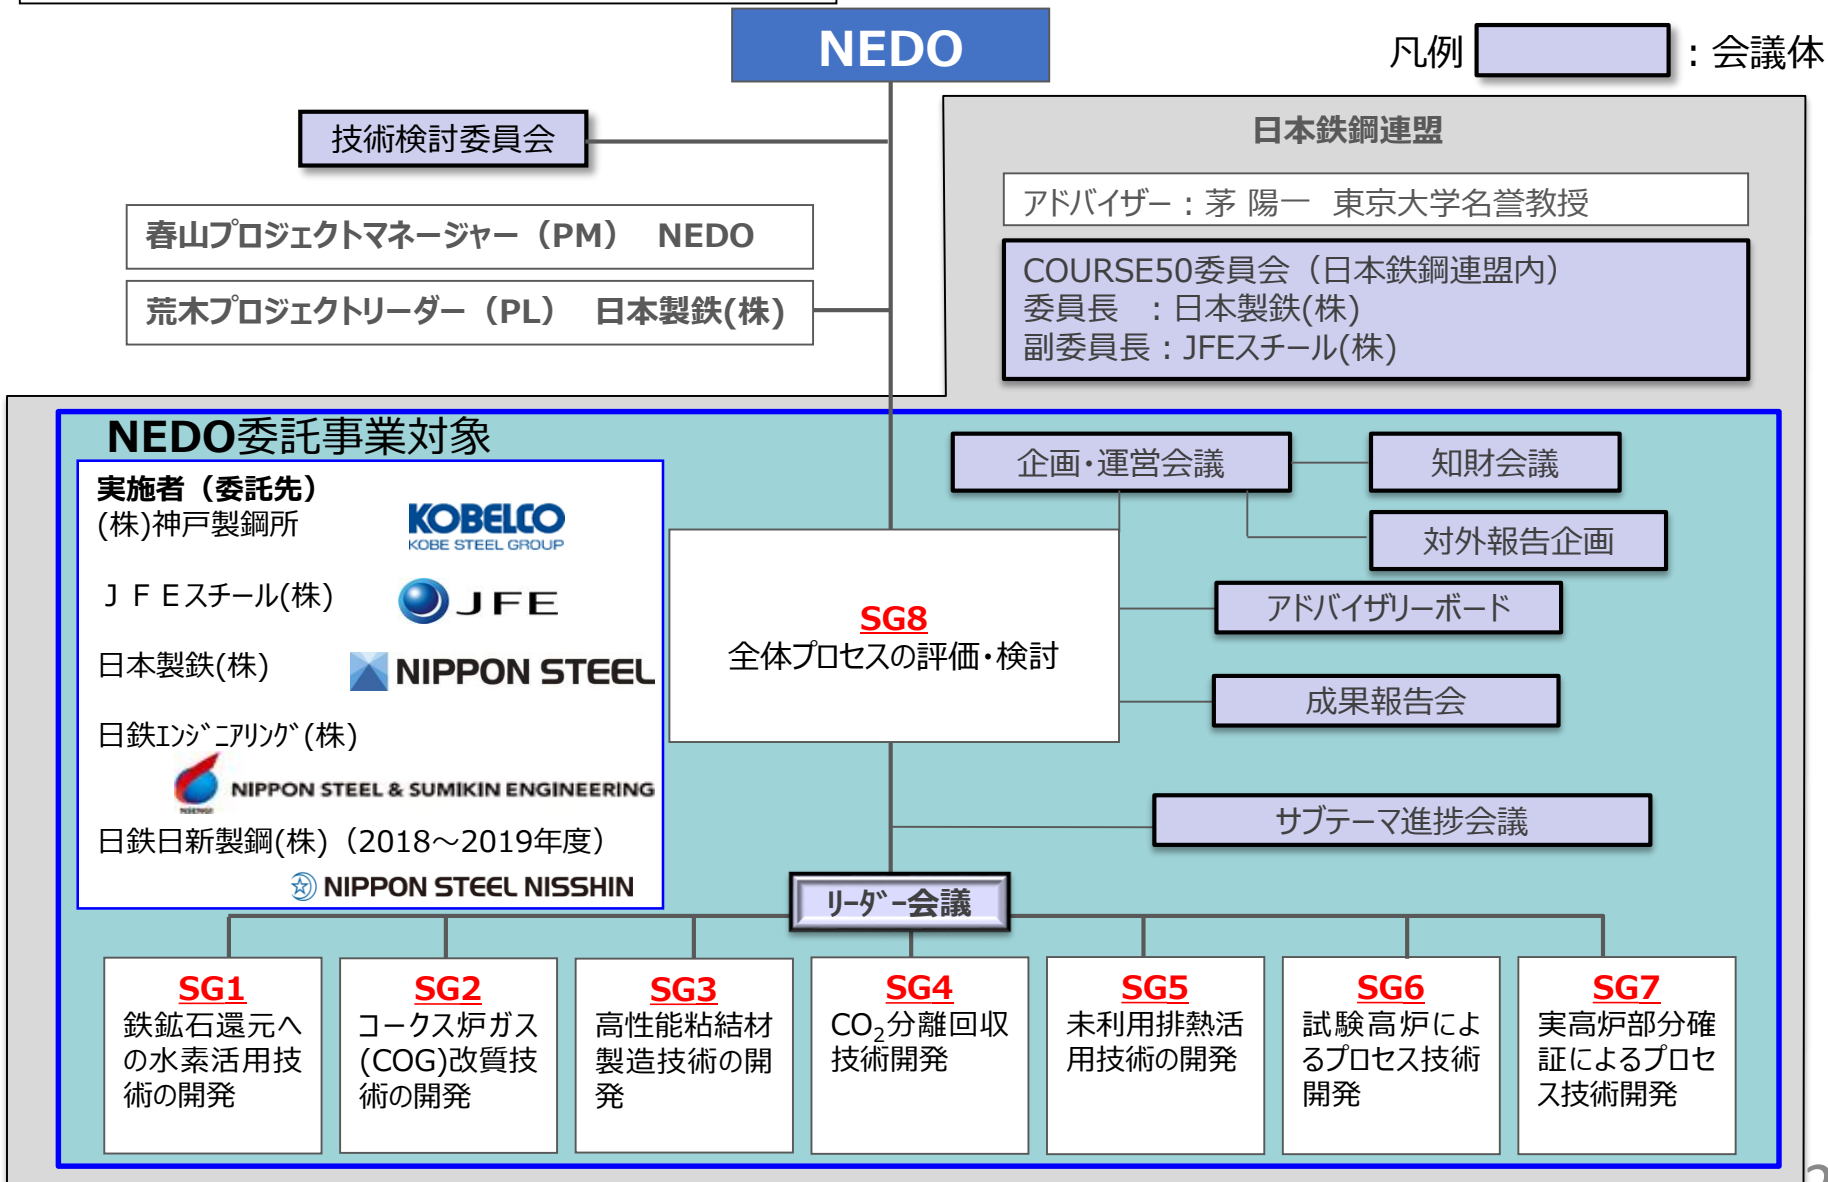 NEDO
凡例
：会議体
技術検討委員会
日本鉄鋼連盟
アドバイザー：茅 陽一 東京大学名誉教授
春山プロジェクトマネージャー（PM） NEDO
荒木プロジェクトリーダー（PL） 日本製鉄(株)
COURSE50委員会（日本鉄鋼連盟内）
委員長 ：日本製鉄(株)
副委員長：JFEスチール(株)
NEDO委託事業対象
実施者（委託先）
(株)神戸製鋼所
KOBELCO
KOBE STEEL GROUP
ＪＦＥスチール(株)
JFE
日本製鉄(株)
NIPPON STEEL
日鉄ｴﾝｼﾞﾆｱﾘﾝｸﾞ(株)
NIPPON STEEL & SUMIKIN ENGINEERING
日鉄日新製鋼(株)（2018～2019年度）
NIPPON STEEL NISSHIN
企画・運営会議
知財会議
対外報告企画
SG8
全体プロセスの評価・検討
アドバイザリーボード
成果報告会
サブテーマ進捗会議
ﾘｰﾀﾞｰ会議
SG1
鉄鉱石還元へ
の水素活用技
術の開発
SG2
コークス炉ガス
(COG)改質技
術の開発
SG3
高性能粘結材
製造技術の開
発
SG4
CO₂分離回収
技術開発
SG5
未利用排熱活
用技術の開発
SG6
試験高炉によ
るプロセス技術
開発
SG7
実高炉部分確
証によるプロセ
ス技術開発